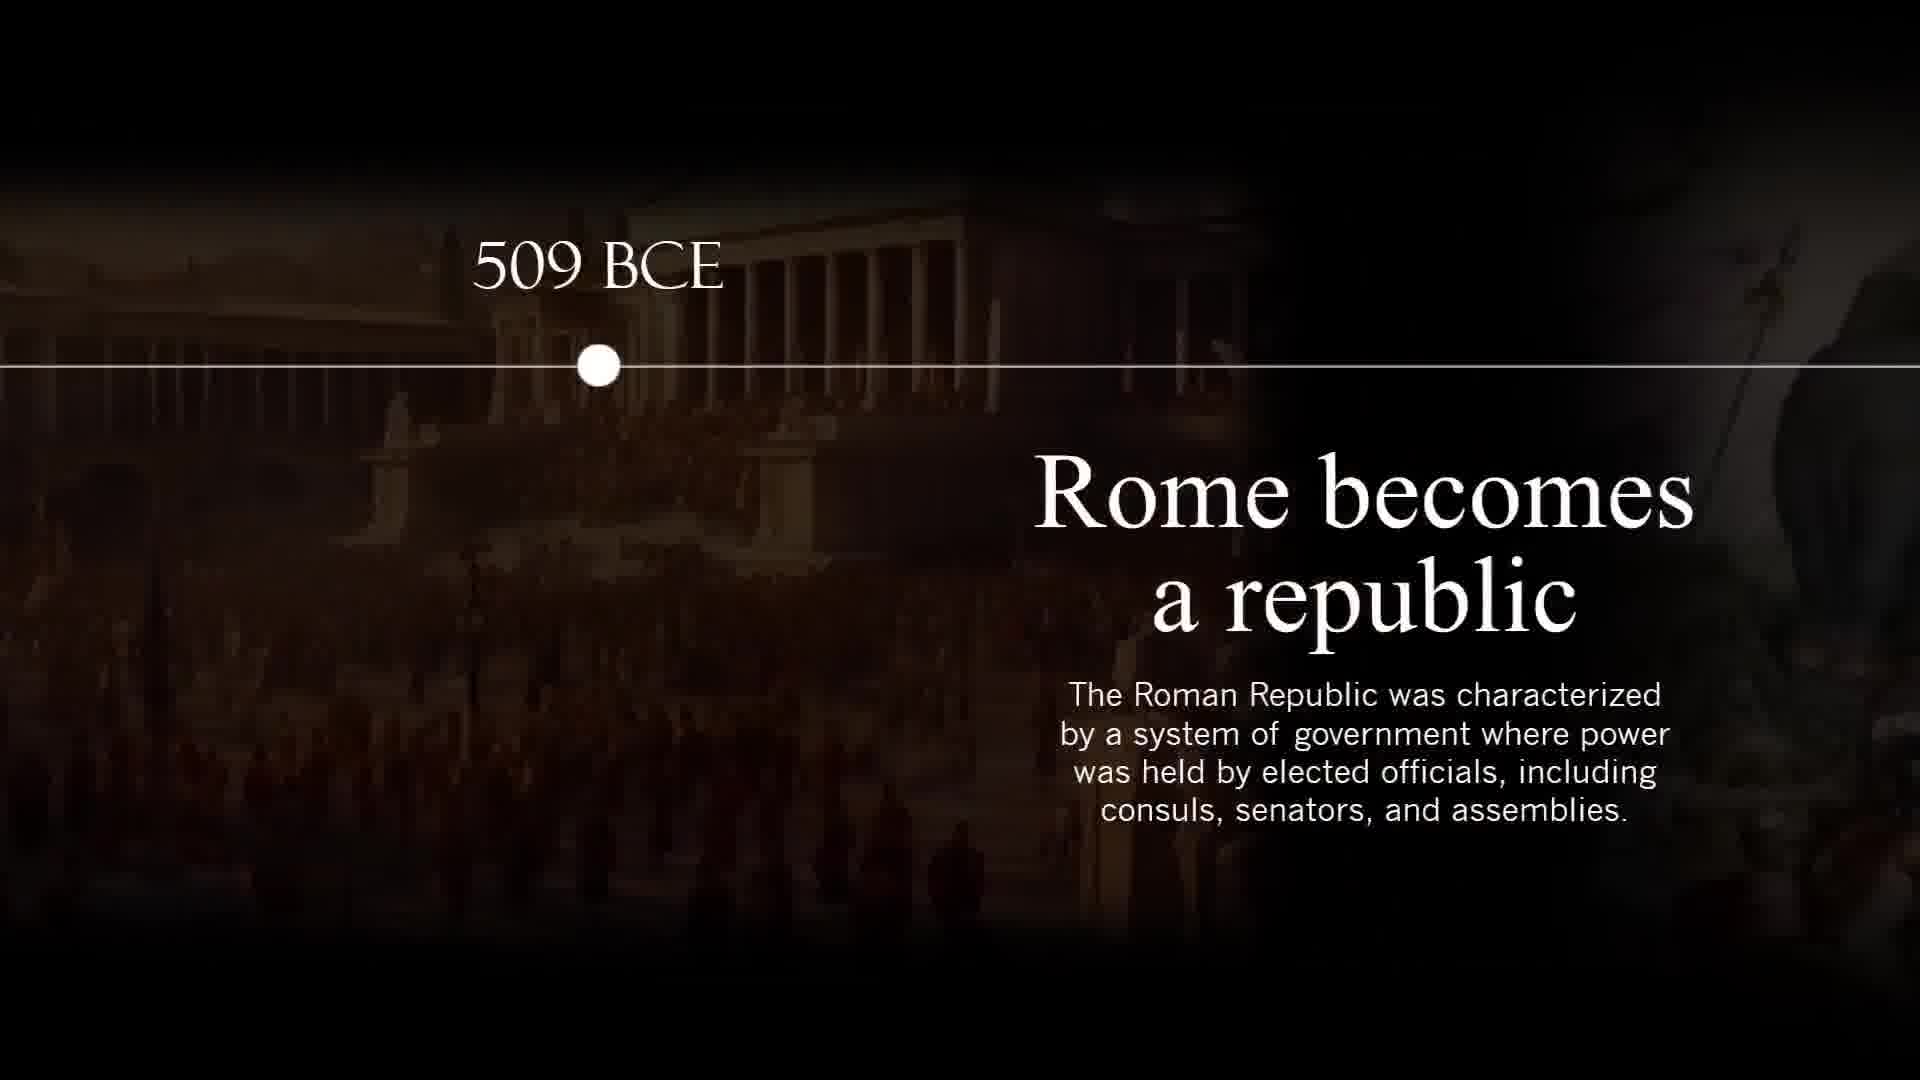 509 BCE
Rome becomes
a republic
The Roman Republic was characterized
by a system of government where power
was held by elected officials, including
consuls, senators, and assemblies.